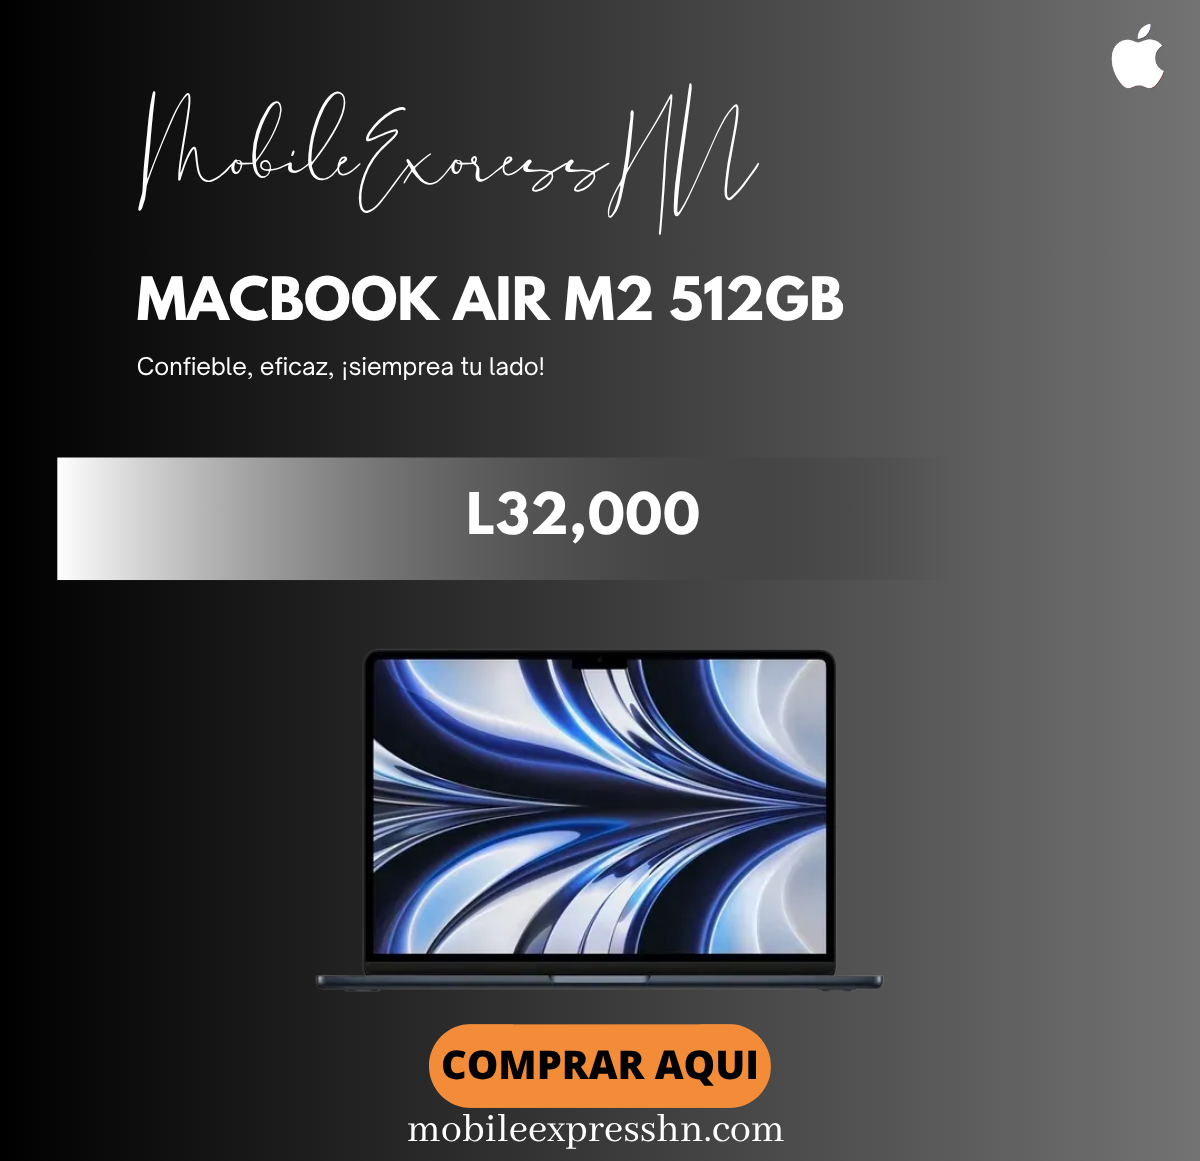 MobileExoressHN
MACBOOK AIR M2 512GB
Confieble, eficaz, ¡siemprea tu lado!
L32,000
COMPRAR AQUI
mobileexpresshn.com